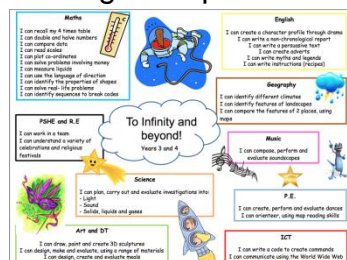 Maths
I can recall my 4 times table
I can double and halve numbers
I can compare data
I can read scales
I can plot co-ordinates
I can solve problems involving money
I can measure liquids
I can use the language of direction
I can identify the properties of shapes
I can solve real- life problems
I can identify sequences to break codes
English
I can create a character profile through drama
I can write a non-chronological report
I can write a persuasive text
I can create adverts
I can write myths and legends
I can write instructions (recipes)
Geography
I can identify different climates
I can identify features of landscapes
I can compare the features of 2 places, using
maps
PSHE and R.E
I can work in a team
I can understand a variety of
celebrations and religious
festivals
To Infinity and
beyond!
Years 3 and 4
Music
I can compose, perform and
evaluate soundscapes
Science
I can plan, carry out and evaluate investigations into:
- Light
- Sound
- Solids, liquids and gases
P.E.
I can create, perform and evaluate dances
I can orienteer, using map reading skills
Art and DT
I can draw, paint and create 3D sculptures
I can design, make and evaluate, using a range of materials
I can design, create and evaluate meals
ICT
I can write a code to create commands
I can communicate using the World Wide Web